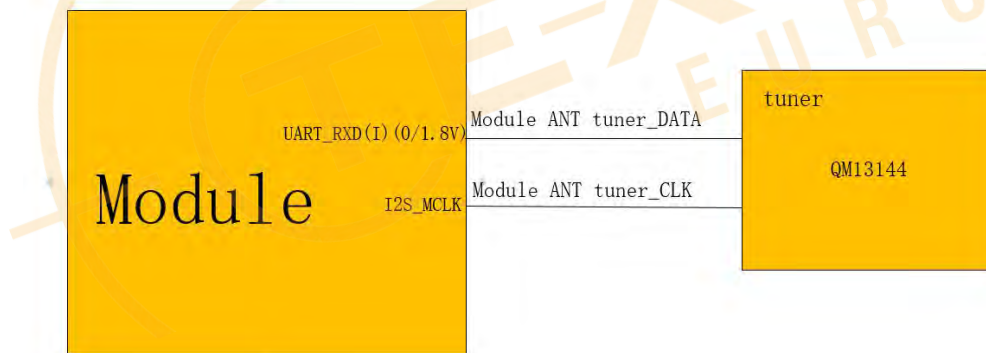 tuner
Module ANT tuner_DATA
UART_RXD(I)(0/1.8V)
QM13144
Module
Module ANT tuner_CLK
I2S_MCLK